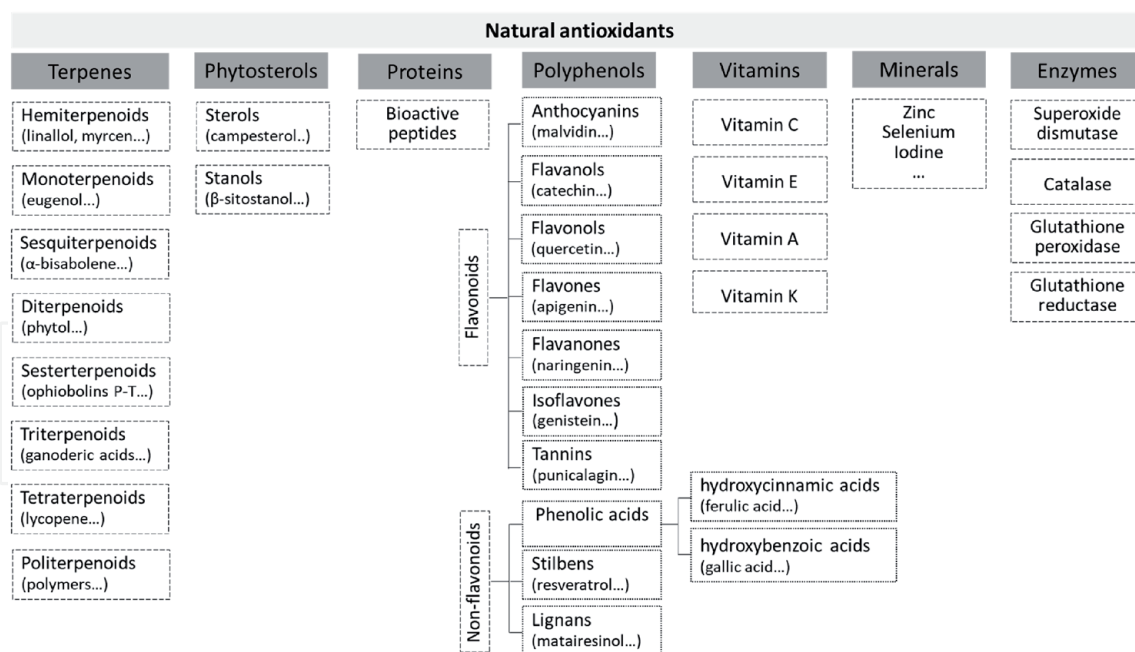 Natural antioxidants
Terpenes
Hemiterpenoids
(linallol, myrcen...)
Monoterpenoids
(eugenol...)
Sesquiterpenoids
(α-bisabolene...)
Diterpenoids
(phytol...)
Sesterterpenoids
(ophiobolins P-T...)
Triterpenoids
(ganoderic acids...)
Tetraterpenoids
(lycopene...)
Politerpenoids
(polymers...)
Phytosterols
Sterols
(campesterol..)
Stanols
(β-sitostanol...)
Proteins
Bioactive
peptides
Polyphenols
Flavonoids
Anthocyanins
(malvidin...)
Flavanols
(catechin...)
Flavonols
(quercetin...)
Flavones
(apigenin...)
Flavanones
(naringenin...)
Isoflavones
(genistein...)
Tannins
(punicalagin...)
Non-flavonoids
Phenolic acids
hydroxycinnamic acids
(ferulic acid...)
hydroxybenzoic acids
(gallic acid...)
Stilbens
(resveratrol...)
Lignans
(matairesinol...)
Vitamins
Vitamin C
Vitamin E
Vitamin A
Vitamin K
Minerals
Zinc
Selenium
Iodine
...
Enzymes
Superoxide
dismutase
Catalase
Glutathione
peroxidase
Glutathione
reductase